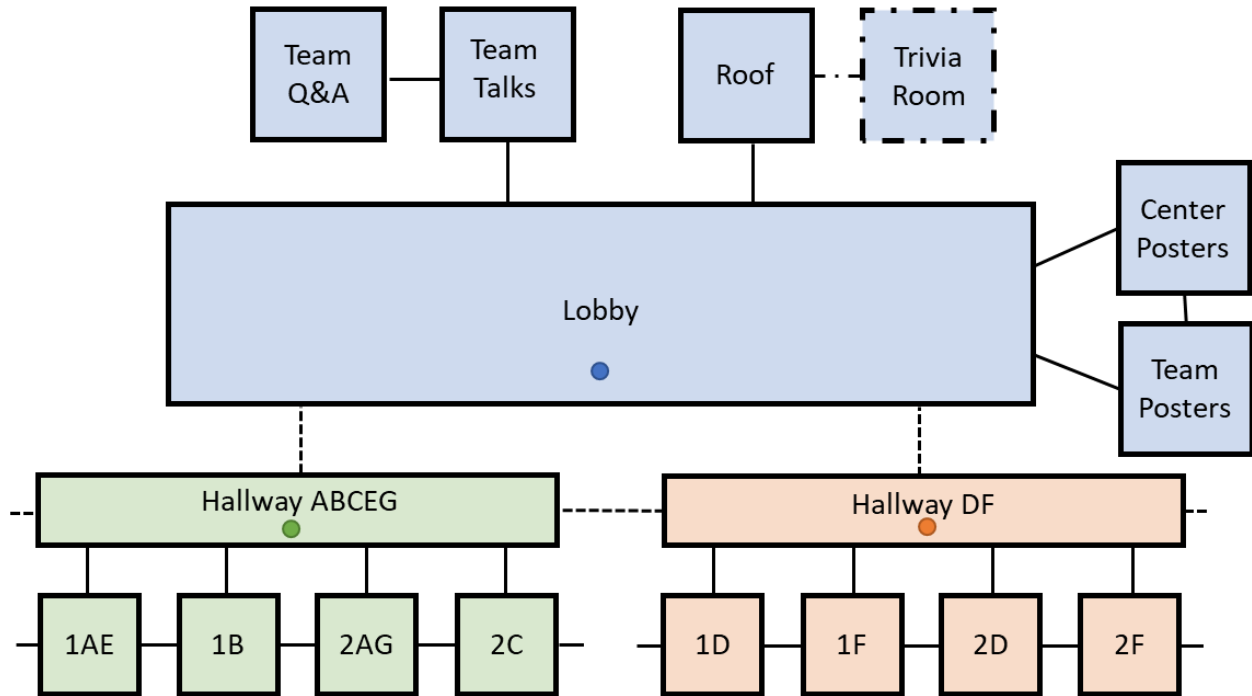 Team
Q&A
Team
Talks
Roof
Trivia
Room
Center
Posters
Lobby
Team
Posters
Hallway ABCEG
Hallway DF
1AE
1B
2AG
2C
1D
1F
2D
2F